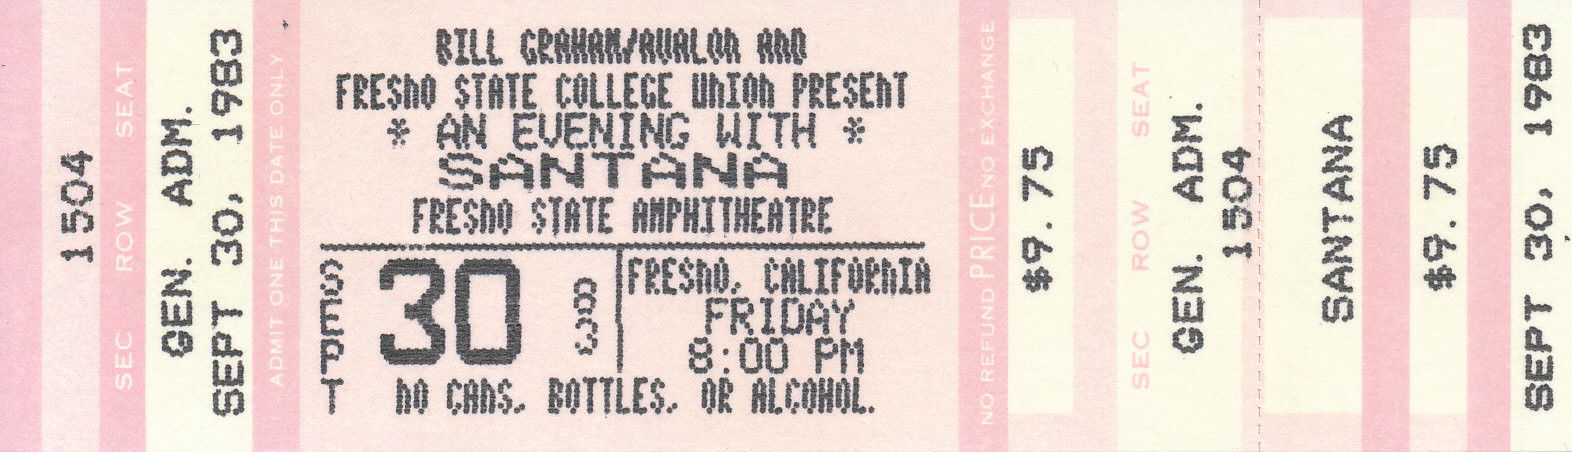 1504
SEC ROW SEAT
GEN. ADM.
SEPT 30, 1983
ADMIT ONE THIS DATE ONLY
BILL GRAHAM/AVALON AND
FRESNO STATE COLLEGE UNION PRESENT
* AN EVENING WITH *
SANTANA
FRESNO STATE AMPHITHEATRE
SEPT 30 83
FRESNO, CALIFORNIA
FRIDAY
8:00 PM
NO CANS, BOTTLES, OR ALCOHOL.
NO REFUND PRICE NO EXCHANGE
$9.75
SEC ROW SEAT
GEN. ADM.
1504
SANTANA
$9.75
SEPT 30, 1983